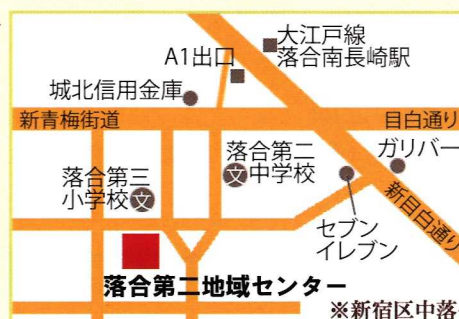 大江戸線
落合南長崎駅
A1出口
城北信用金庫
新青梅街道
目白通り
落合第三
小学校文
落合第二
文中学校
ガリバー
セブン
イレブン
新目白通り
落合第二地域センター
※新宿区中落